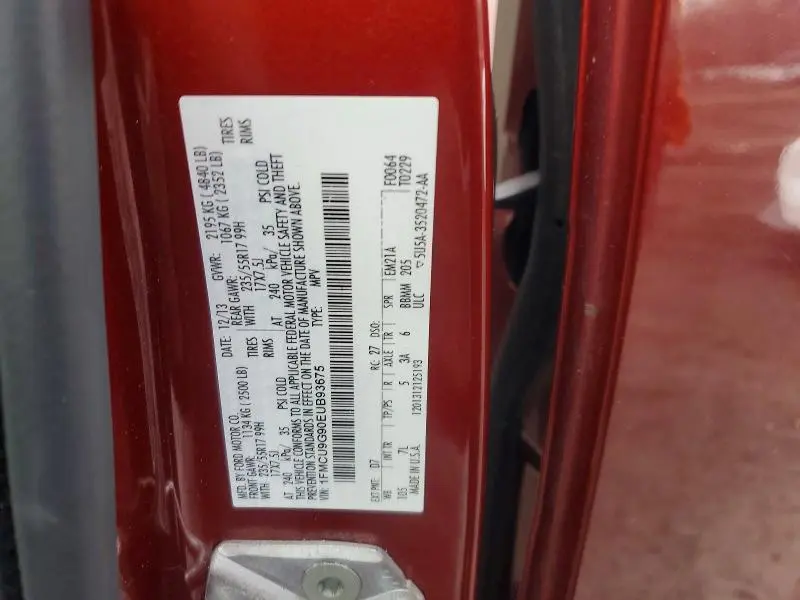 MFD. BY FORD MOTOR CO. DATE: 12/13 GVWR: 2195 KG ( 4840 LB)
FRONT GAWR: 1134 KG ( 2500 LB) REAR GAWR: 1067 KG ( 2352 LB)
WITH 235/55R17 99H TIRES WITH 235/55R17 99H TIRES
17X7.5J RIMS 17X7.5J RIMS
AT 240 kPa/ 35 PSI COLD AT 240 kPa/ 35 PSI COLD
THIS VEHICLE CONFORMS TO ALL APPLICABLE FEDERAL MOTOR VEHICLE SAFETY AND THEFT
PREVENTION STANDARDS IN EFFECT ON THE DATE OF MANUFACTURE SHOWN ABOVE.
VIN: 1FMCU9G90EUB93675 TYPE: MPV
F0064
T0229
EXT PNT: D7 RC: 27 DSO:
WB INT TR TP/PS R AXLE TR SPR EM21A
105 7L 5 3A 6 BBMM 205
MADE IN U.S.A. 1201312125193 ULC ▽5U5A-3520472-AA